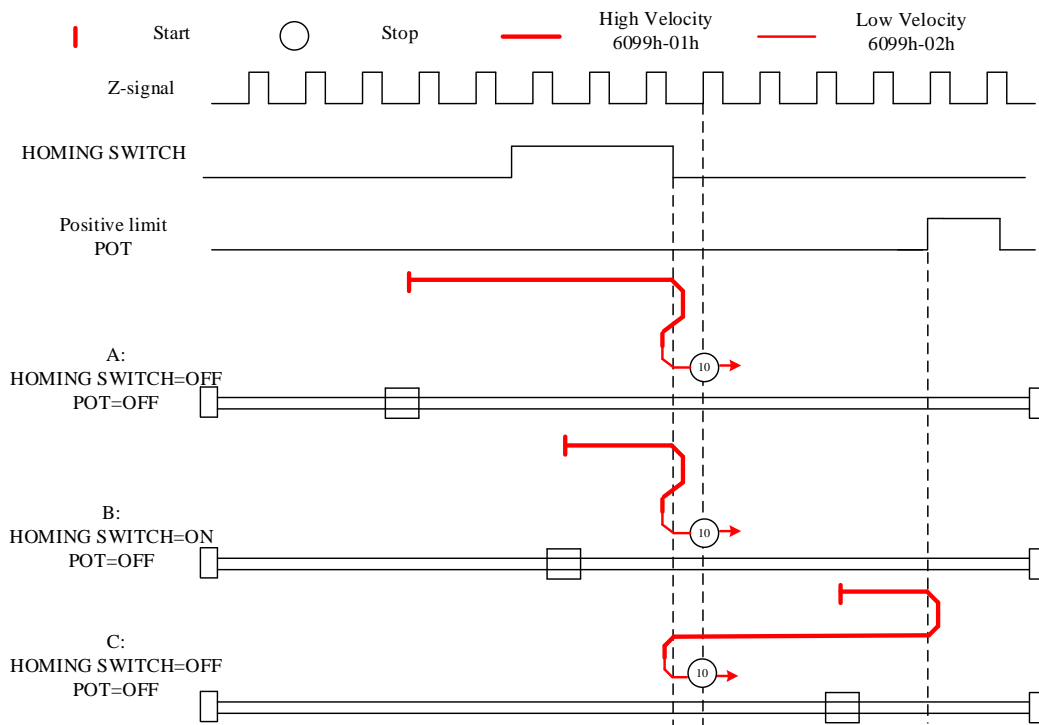 Start
Stop
High Velocity
6099h-01h
Low Velocity
6099h-02h
Z-signal
HOMING SWITCH
Positive limit
POT
A:
HOMING SWITCH=OFF
POT=OFF
10
B:
HOMING SWITCH=ON
POT=OFF
10
C:
HOMING SWITCH=OFF
POT=OFF
10